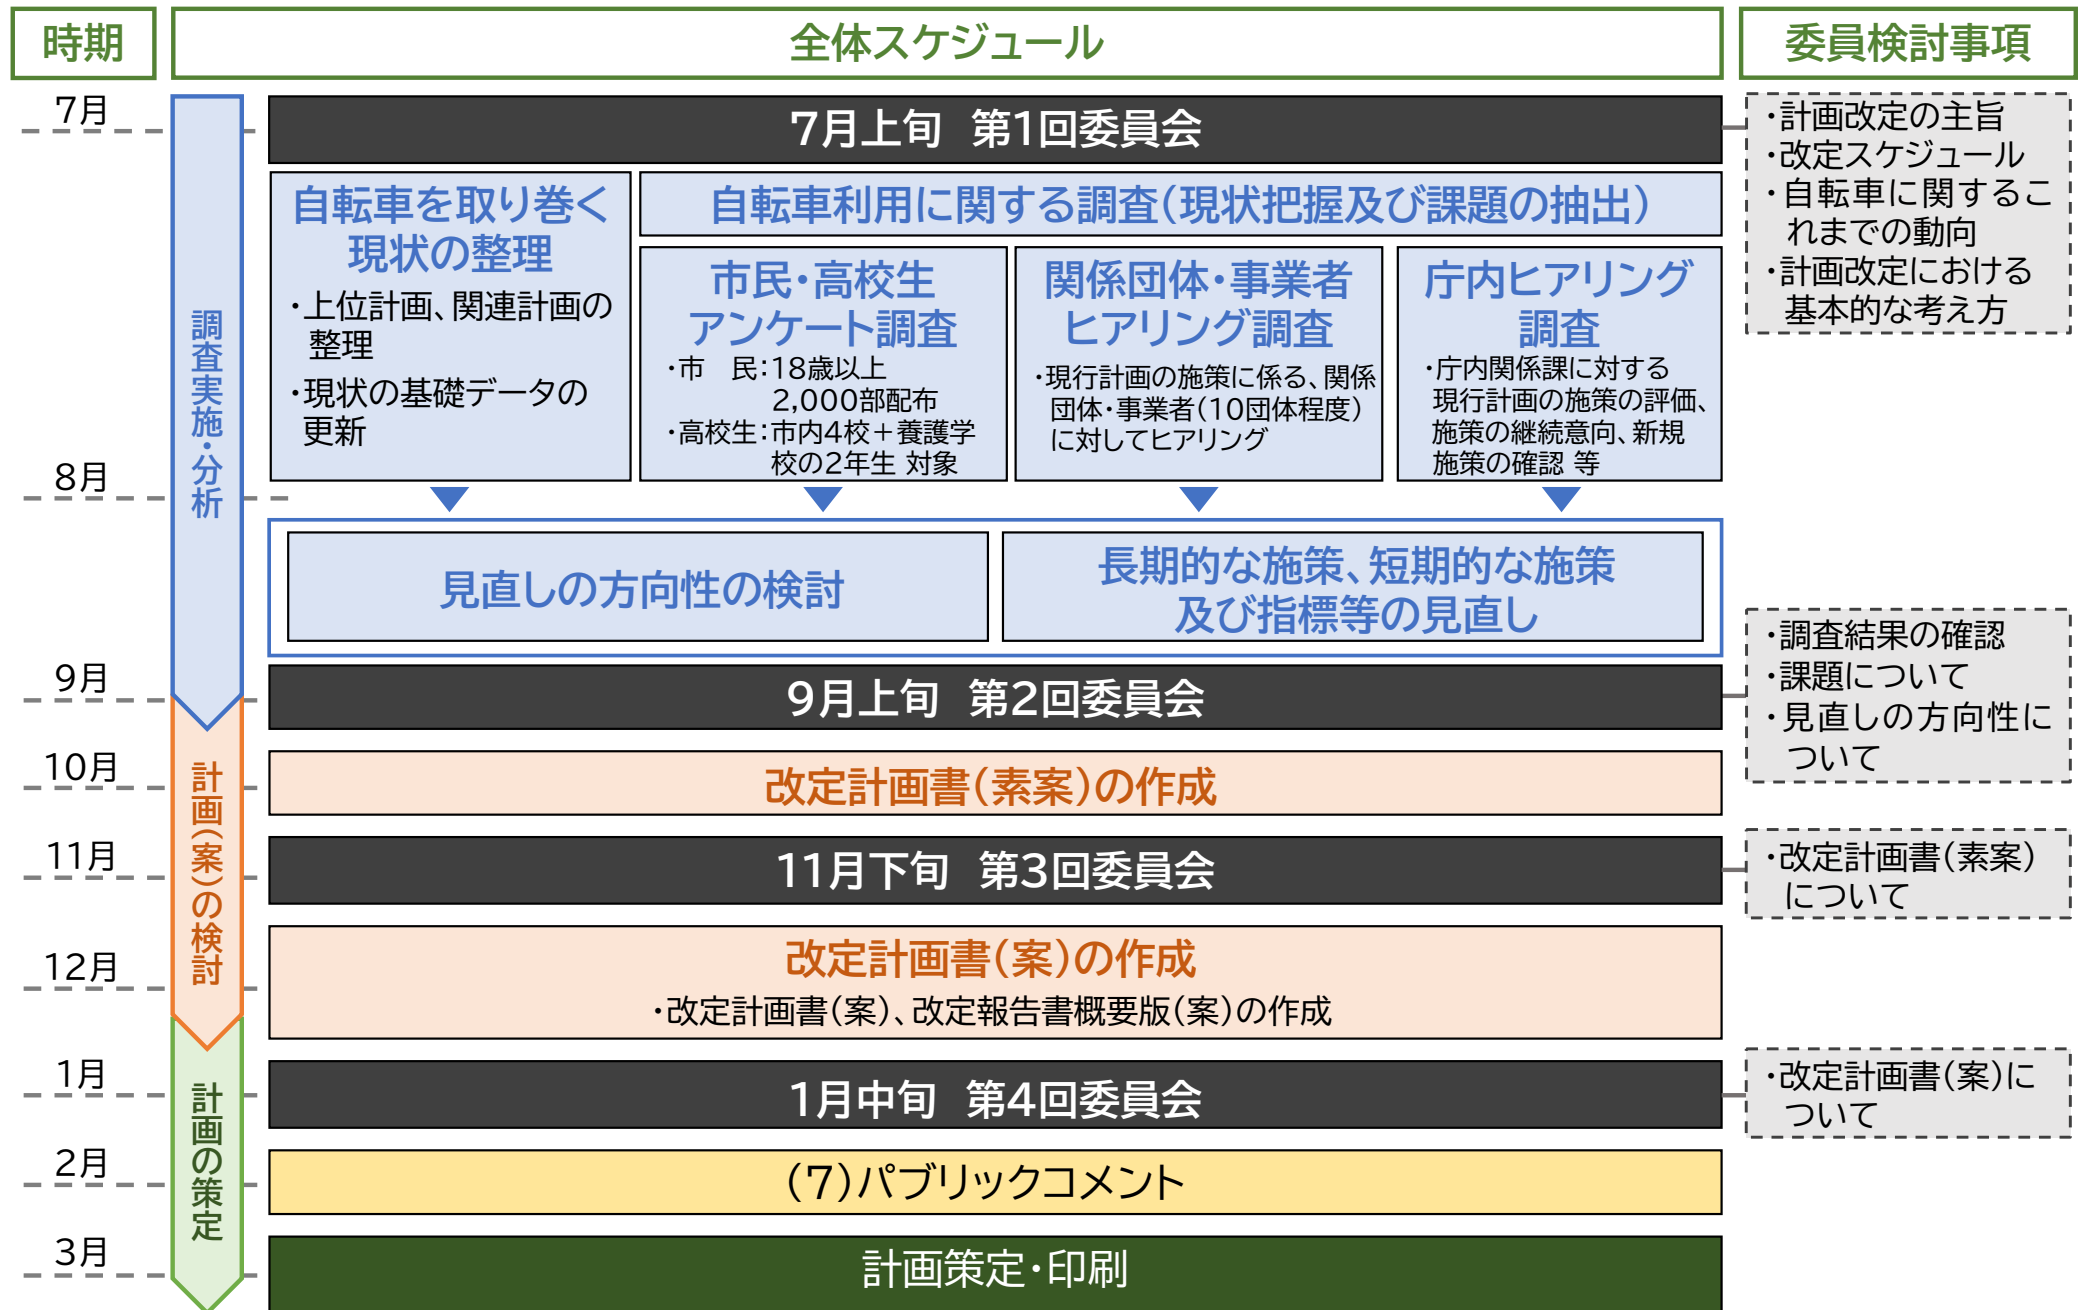 時期
全体スケジュール
委員検討事項
7月
8月
9月
10月
11月
12月
1月
2月
3月
調査実施・分析
計画（案）の検討
計画の策定
7月上旬　第1回委員会
自転車を取り巻く
現状の整理
・上位計画、関連計画の
整理
・現状の基礎データの
更新
自転車利用に関する調査（現状把握及び課題の抽出）
市民・高校生
アンケート調査
・市　民：18歳以上
2,000部配布
・高校生：市内4校＋養護学
校の2年生 対象
関係団体・事業者
ヒアリング調査
・現行計画の施策に係る、関係
団体・事業者（10団体程度）
に対してヒアリング
庁内ヒアリング
調査
・庁内関係課に対する
現行計画の施策の評価、
施策の継続意向、新規
施策の確認 等
見直しの方向性の検討
長期的な施策、短期的な施策
及び指標等の見直し
9月上旬　第2回委員会
改定計画書（素案）の作成
11月下旬　第3回委員会
改定計画書（案）の作成
・改定計画書（案）、改定報告書概要版（案）の作成
1月中旬　第4回委員会
（7）パブリックコメント
計画策定・印刷
・計画改定の主旨
・改定スケジュール
・自転車に関するこ
れまでの動向
・計画改定における
基本的な考え方
・調査結果の確認
・課題について
・見直しの方向性に
ついて
・改定計画書（素案）
について
・改定計画書（案）に
ついて